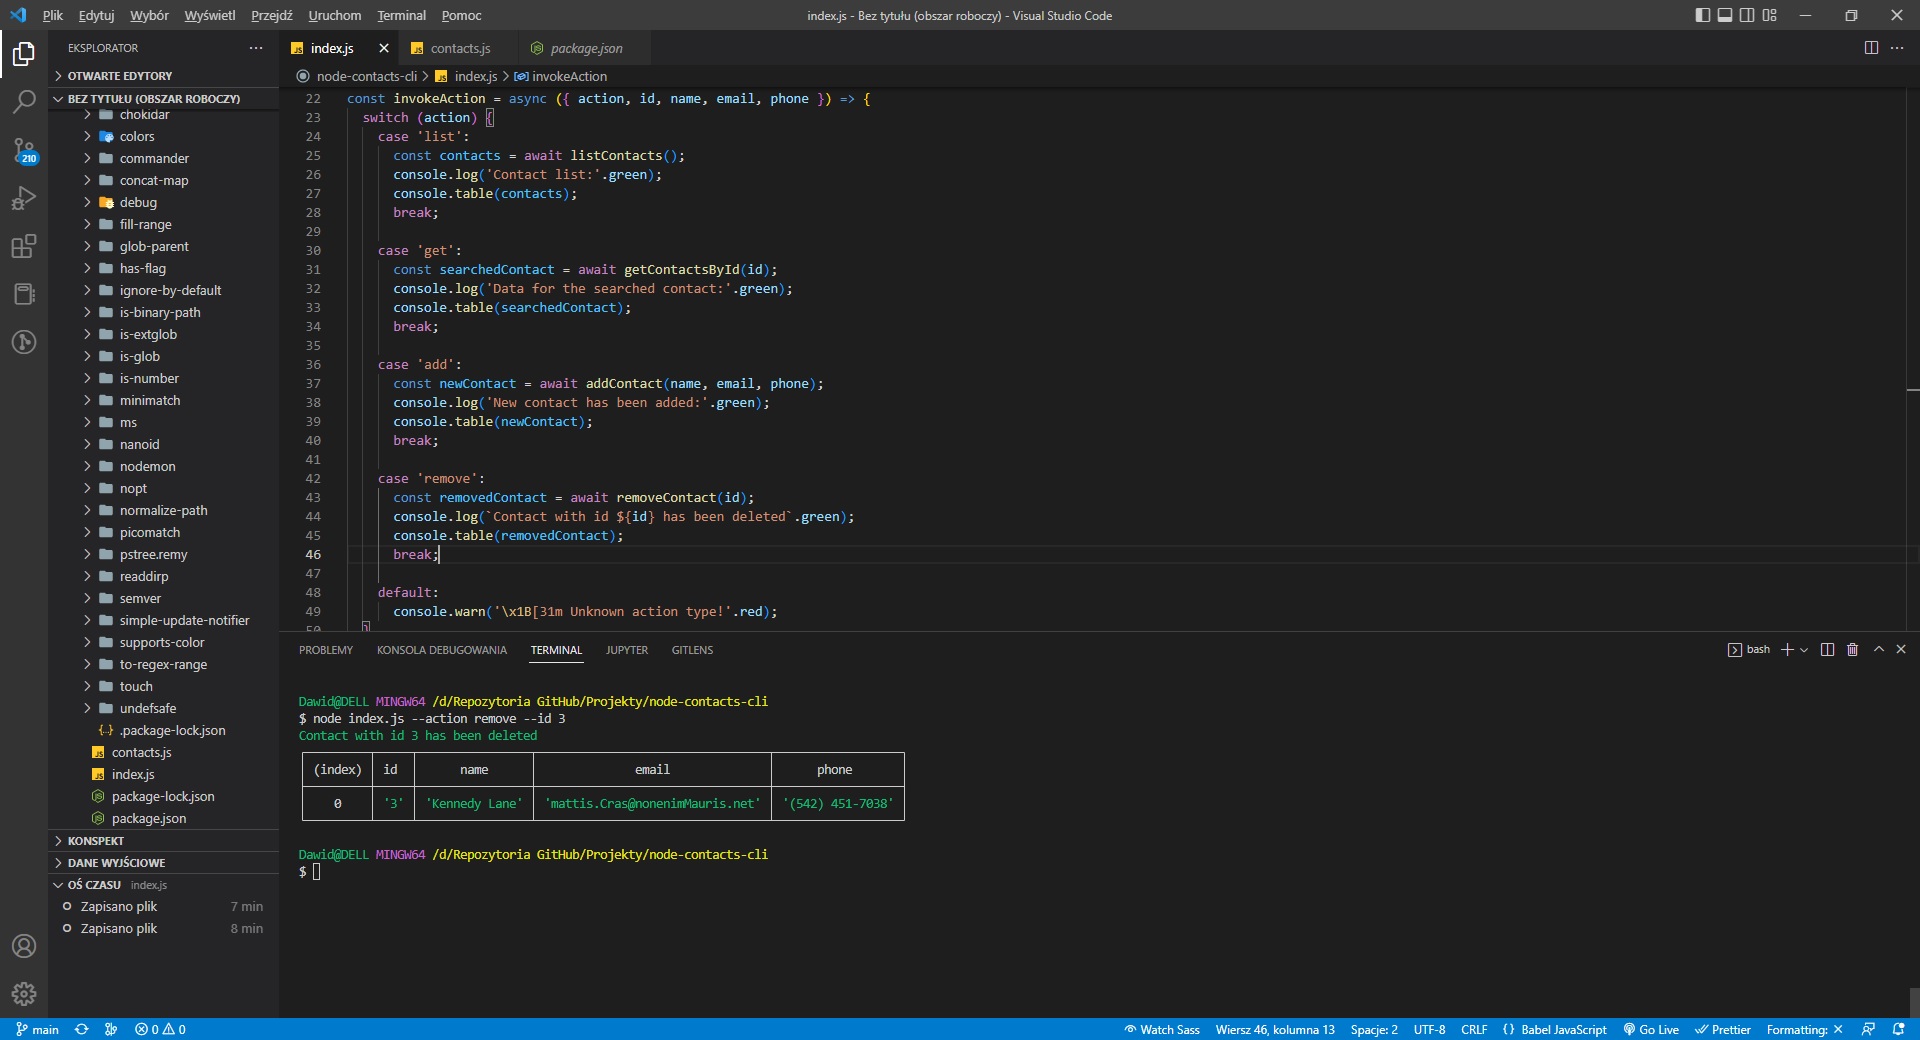 Plik Edytuj Wybór Wyświetl Przejdź Uruchom Terminal Pomoc
index.js - Bez tytułu (obszar roboczy) - Visual Studio Code
EKSPLORATOR
OTWARTE EDYTORY
BEZ TYTUŁU (OBSZAR ROBOCZY)
chokidar
colors
commander
concat-map
debug
fill-range
glob-parent
has-flag
ignore-by-default
is-binary-path
is-extglob
is-glob
is-number
minimatch
ms
nanoid
nodemon
nopt
normalize-path
picomatch
pstree.remy
readdirp
semver
simple-update-notifier
supports-color
to-regex-range
touch
undefsafe
{..} .package-lock.json
JS contacts.js
JS index.js
package-lock.json
package.json
KONSPEKT
DANE WYJŚCIOWE
OŚ CZASU index.js
Zapisano plik 7 min
Zapisano plik 8 min
210
JS index.js
JS contacts.js
package.json
node-contacts-cli > JS index.js > invokeAction
22 const invokeAction = async ({ action, id, name, email, phone }) => {
23 switch (action) {
24 case 'list':
25 const contacts = await listContacts();
26 console.log('Contact list:'.green);
27 console.table(contacts);
28 break;
29
30 case 'get':
31 const searchedContact = await getContactsById(id);
32 console.log('Data for the searched contact:'.green);
33 console.table(searchedContact);
34 break;
35
36 case 'add':
37 const newContact = await addContact(name, email, phone);
38 console.log('New contact has been added:'.green);
39 console.table(newContact);
40 break;
41
42 case 'remove':
43 const removedContact = await removeContact(id);
44 console.log(`Contact with id ${id} has been deleted`.green);
45 console.table(removedContact);
46 break;
47
48 default:
49 console.warn('\x1B[31m Unknown action type!'.red);
50 }
PROBLEMY KONSOLA DEBUGOWANIA TERMINAL JUPYTER GITLENS
bash
Dawid@DELL MINGW64 /d/Repozytoria GitHub/Projekty/node-contacts-cli
$ node index.js --action remove --id 3
Contact with id 3 has been deleted
(index) id name email phone
0 '3' 'Kennedy Lane' 'mattis.Cras@nonenimMauris.net' '(542) 451-7038'
Dawid@DELL MINGW64 /d/Repozytoria GitHub/Projekty/node-contacts-cli
$
main 0 0 Watch Sass Wiersz 46, kolumna 13 Spacje: 2 UTF-8 CRLF {} Babel JavaScript Go Live Prettier Formatting: ×